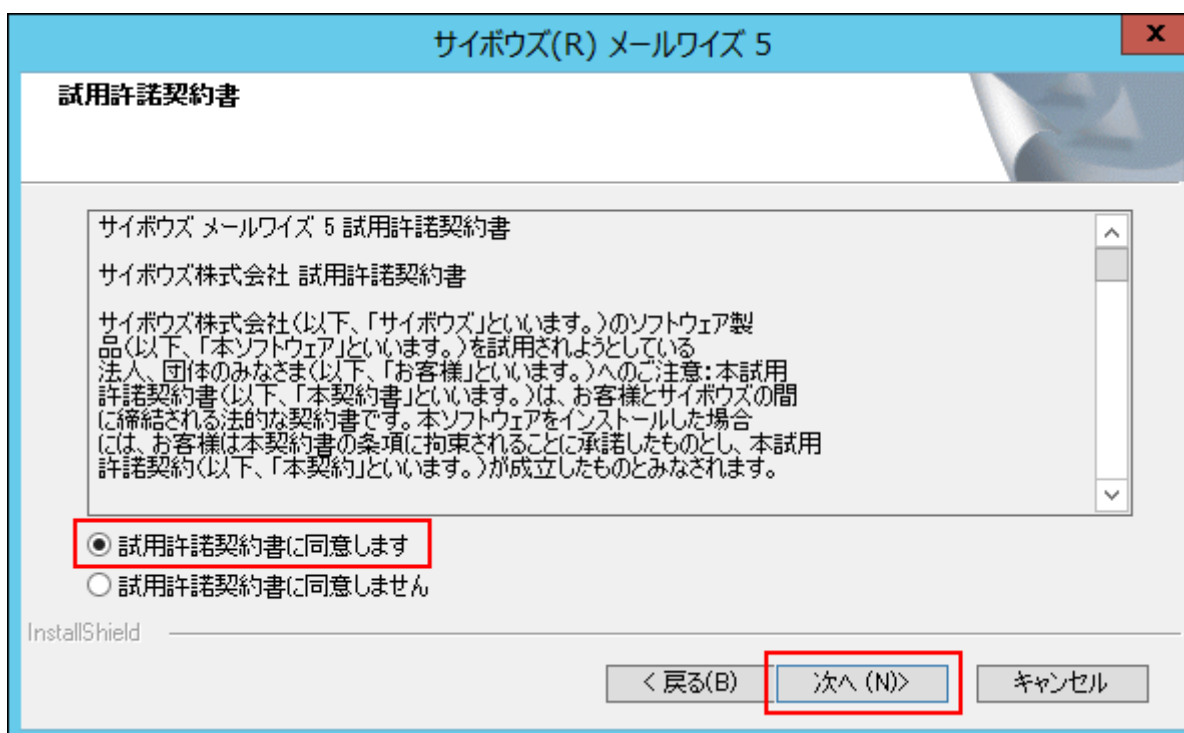 サイボウズ(R) メールワイズ 5
x
試用許諾契約書
サイボウズ メールワイズ 5 試用許諾契約書
サイボウズ株式会社 試用許諾契約書
サイボウズ株式会社(以下、「サイボウズ」といいます。)のソフトウェア製
品(以下、「本ソフトウェア」といいます。)を試用されようとしている
法人、団体のみなさま(以下、「お客様」といいます。)へのご注意:本試用
許諾契約書(以下、「本契約書」といいます。)は、お客様とサイボウズの間
に締結される法的な契約書です。本ソフトウェアをインストールした場合
には、お客様は本契約書の条項に拘束されることに承諾したものとし、本試用
許諾契約(以下、「本契約」といいます。)が成立したものとみなされます。
試用許諾契約書に同意します
試用許諾契約書に同意しません
InstallShield
< 戻る(B)
次へ (N)>
キャンセル